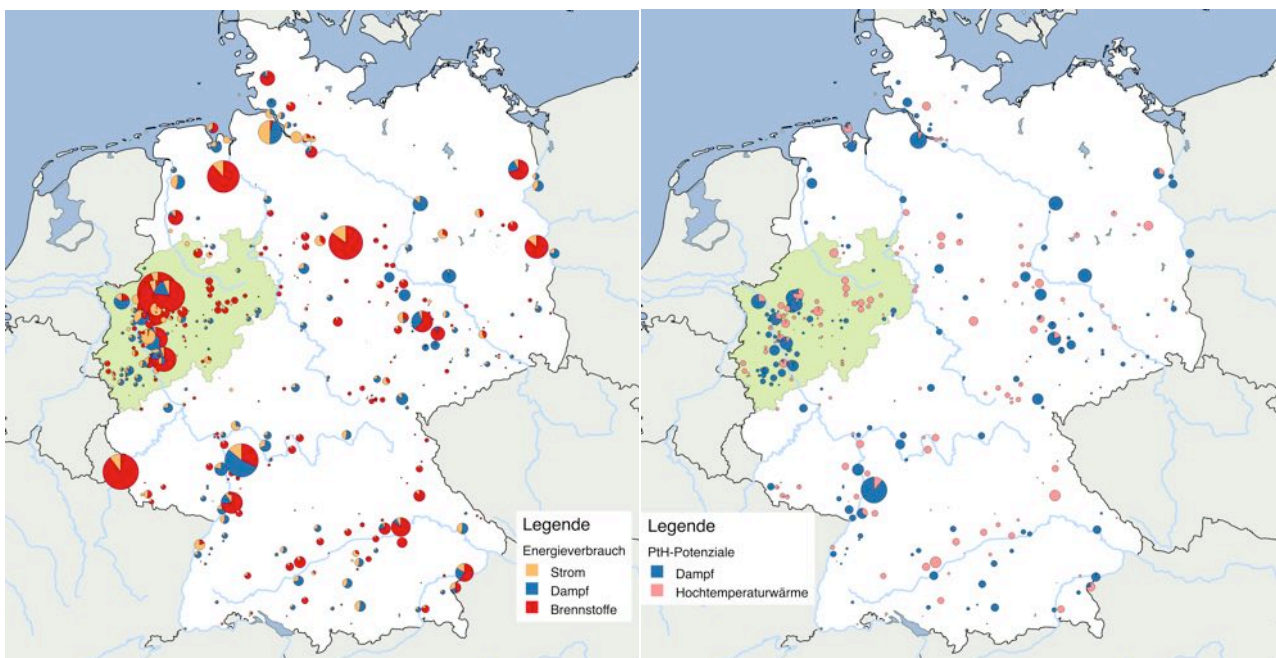 Legende
Energieverbrauch
Strom
Dampf
Brennstoffe
Legende
PtH-Potenziale
Dampf
Hochtemperaturwärme